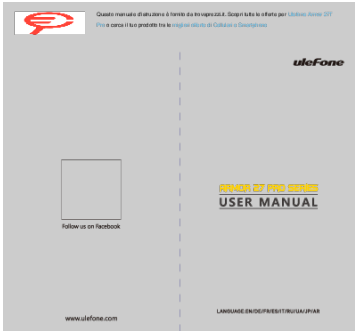 Questo manuale d'istruzione è fornito da trovaprezzi.it. Scopri tutte le offerte per Ulefone Armor 27T
Pro o cerca il tuo prodotto tra le migliori offerte di Cellulari e Smartphone
uleFone
ARMOR 27 PRO SERIES
USER MANUAL
Follow us on Facebook
www.ulefone.com
LANGUAGE:EN/DE/FR/ES/IT/RU/UA/JP/AR